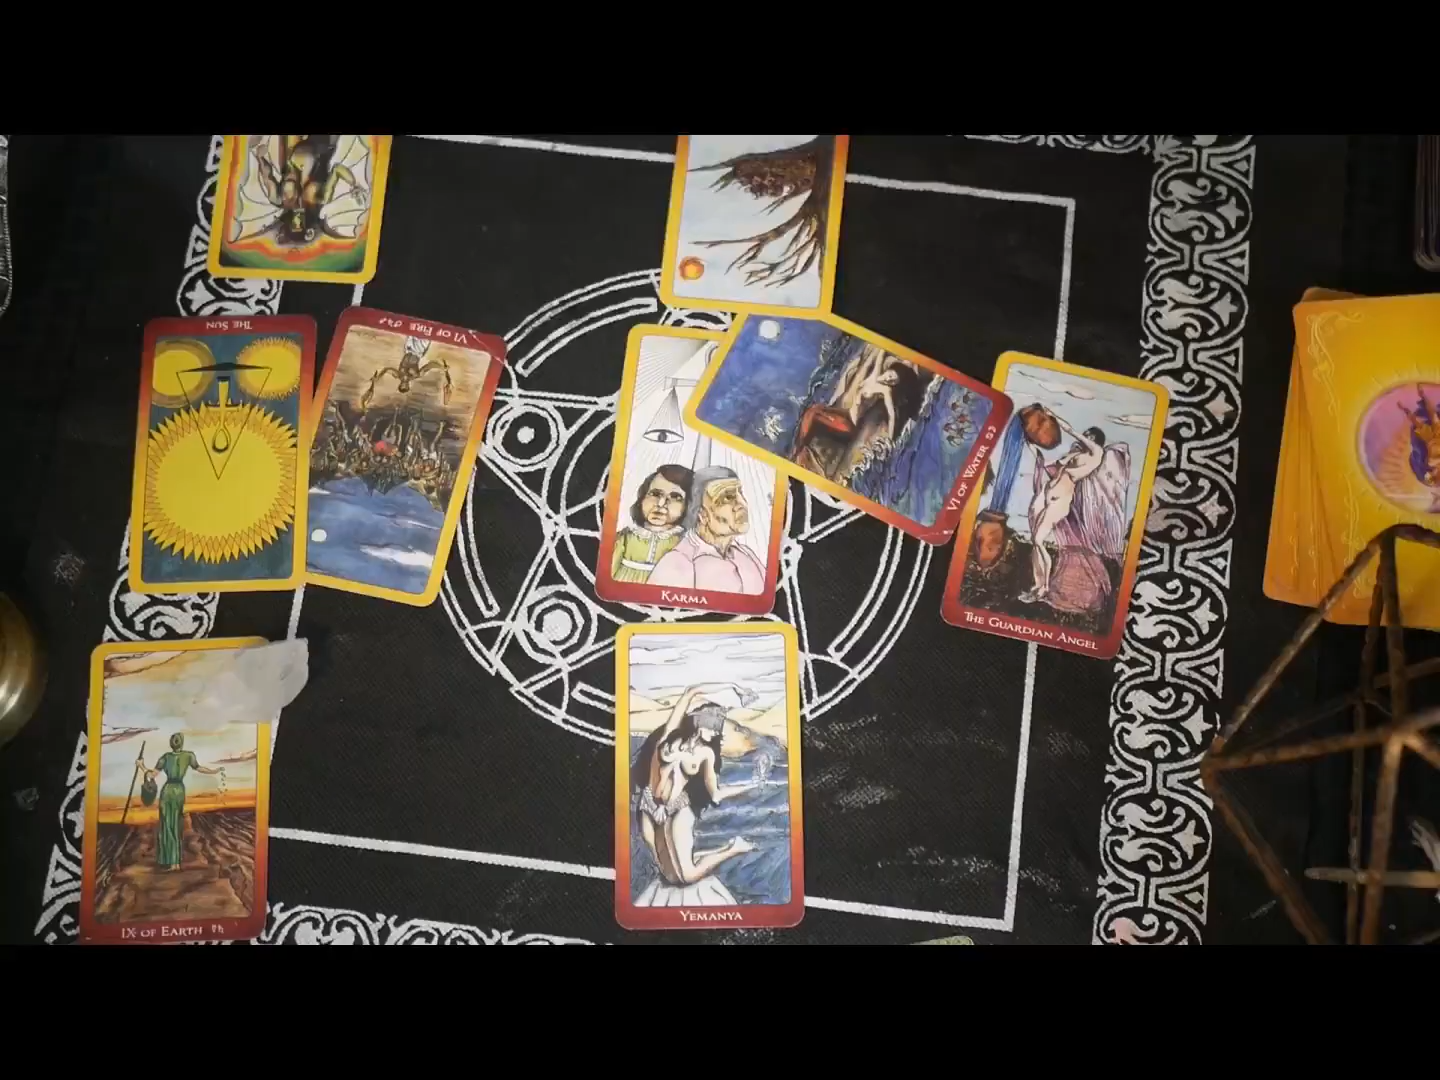 THE SUN
VI OF FIRE
KARMA
VI OF WATER
THE GUARDIAN ANGEL
IX OF EARTH
YEMANYA